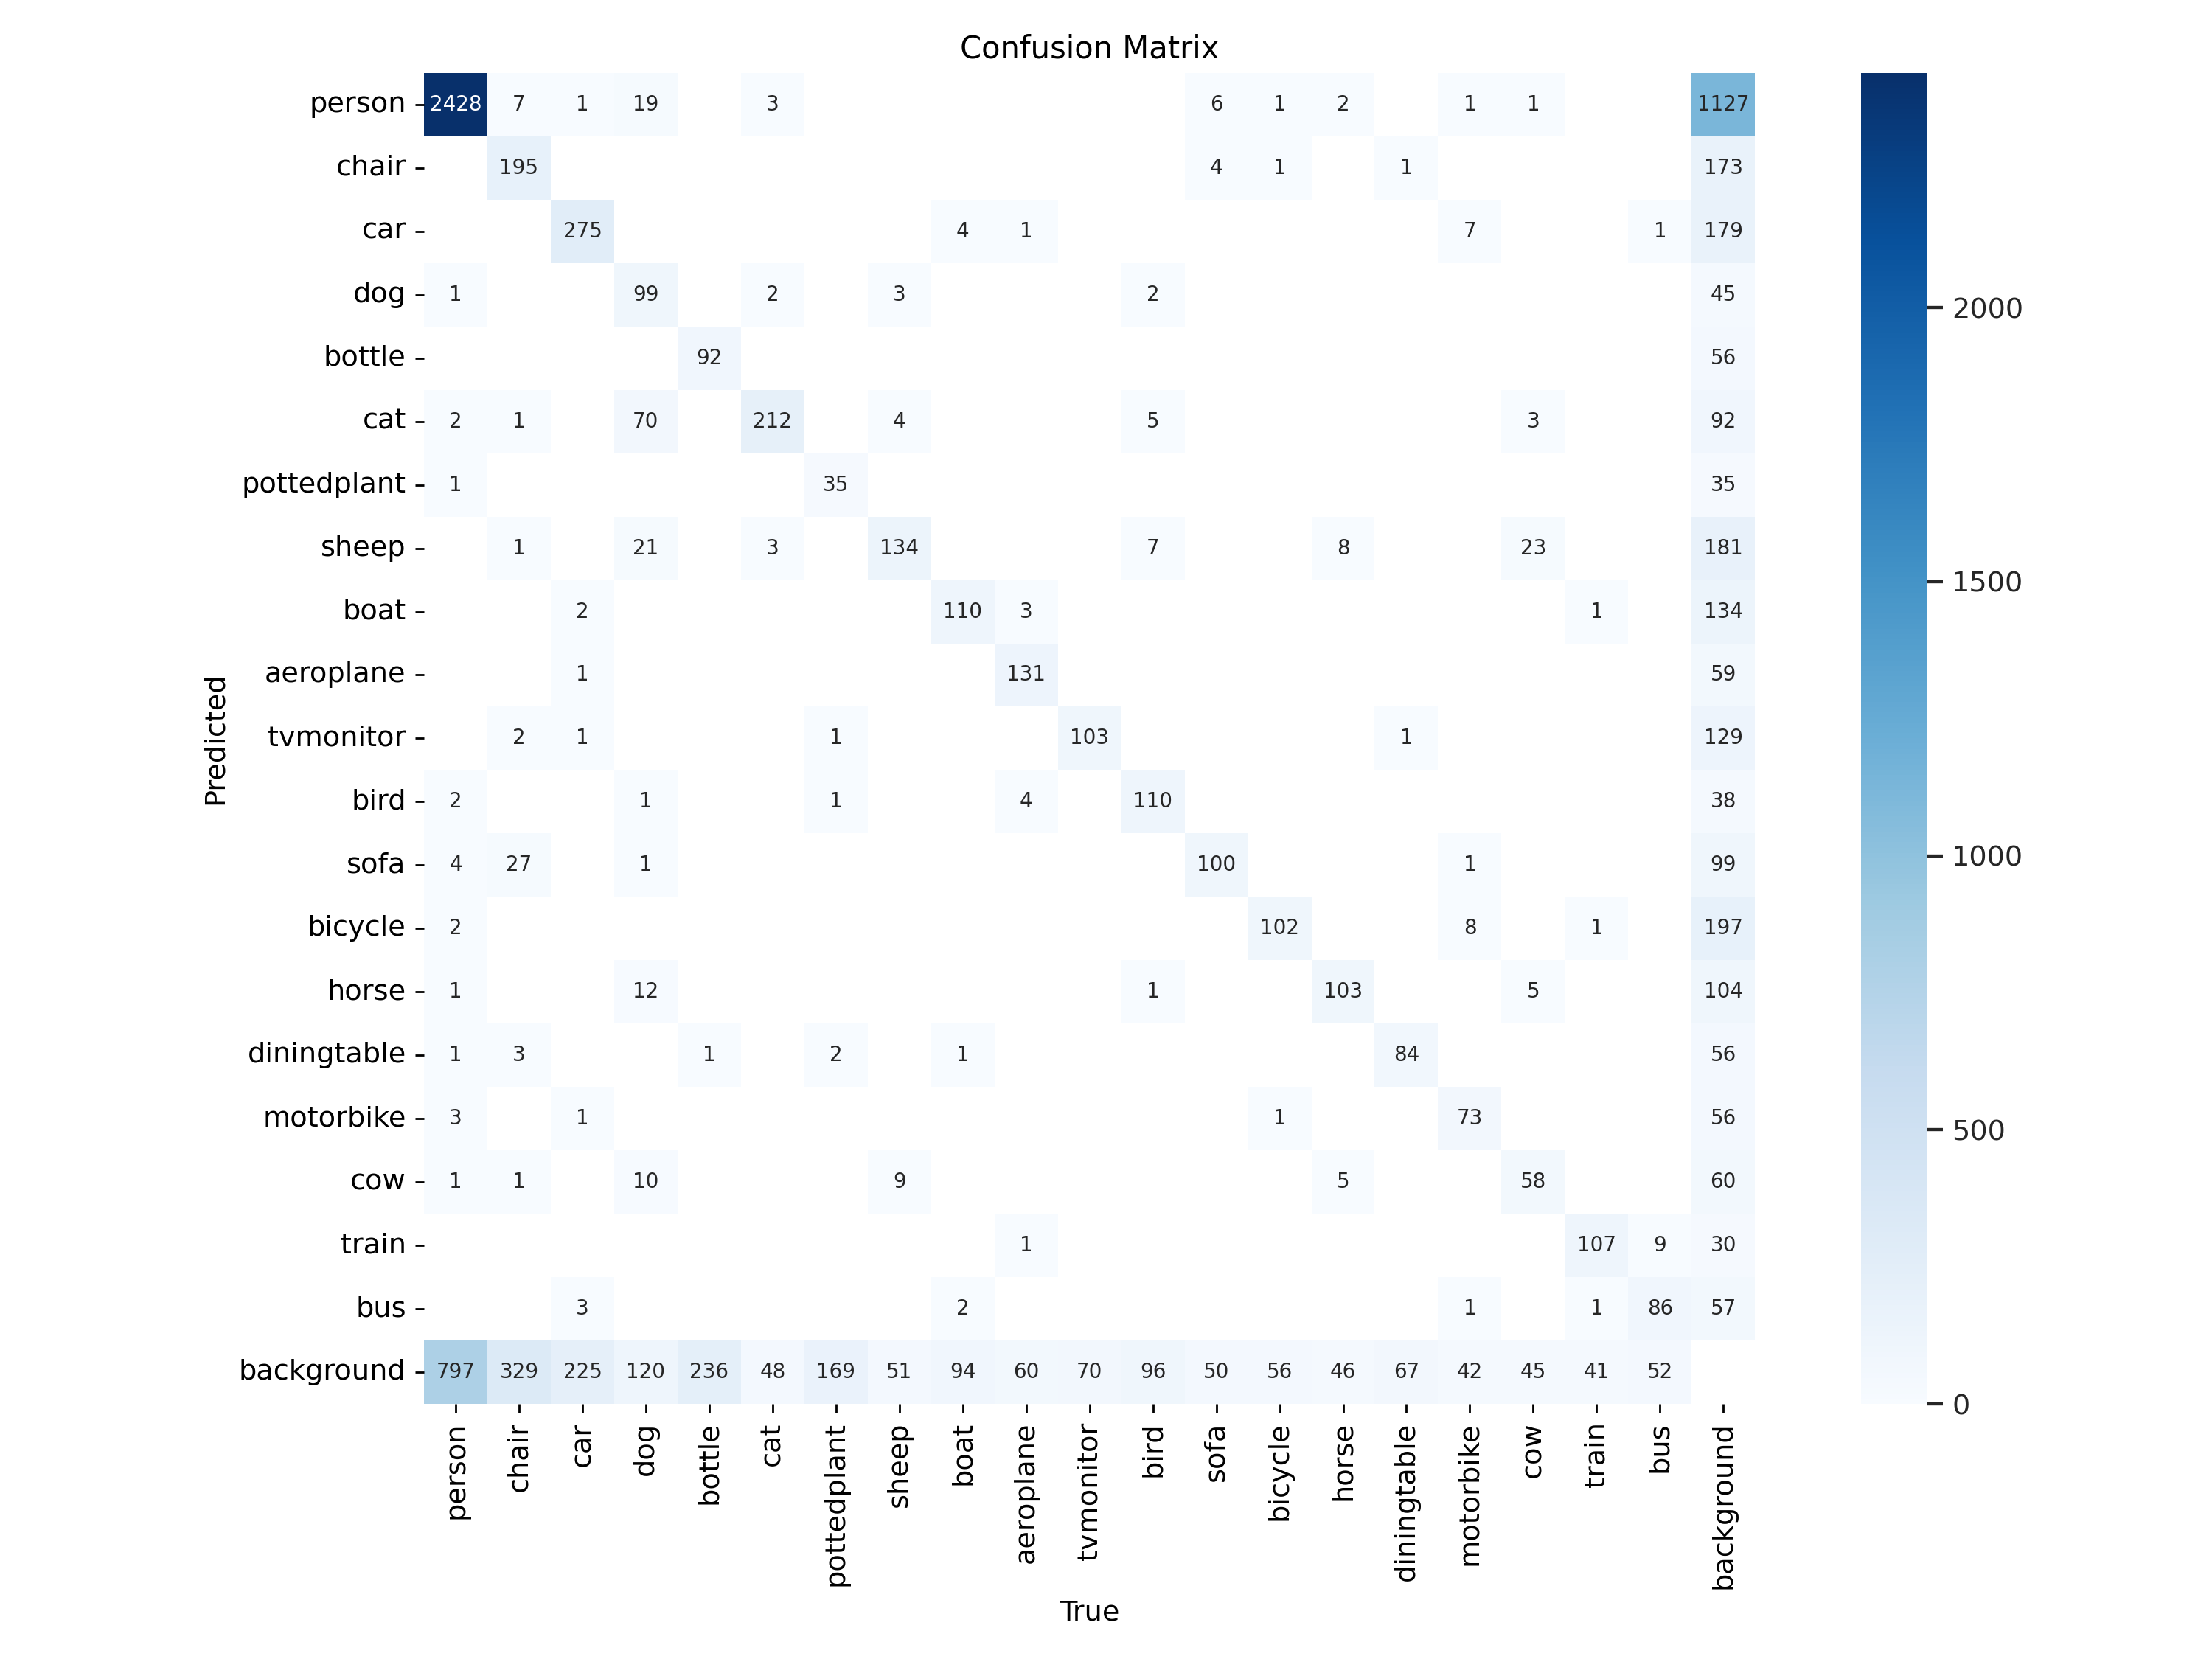 Confusion Matrix
person 2428 7 1 19 3 6 1 2 1 1 1127
chair 195 4 1 1 173
car 275 4 1 7 1 179
dog 1 99 2 3 2 45
bottle 92 56
cat 2 1 70 212 4 5 3 92
pottedplant 1 35 35
sheep 1 21 3 134 7 8 23 181
boat 2 110 3 1 134
aeroplane 1 131 59
tvmonitor 2 1 1 103 1 129
bird 2 1 1 4 110 38
sofa 4 27 1 100 1 99
bicycle 2 102 8 1 197
horse 1 12 1 103 5 104
diningtable 1 3 1 2 1 84 56
motorbike 3 1 1 73 56
cow 1 1 10 9 5 58 60
train 1 107 9 30
bus 3 2 1 1 86 57
background 797 329 225 120 236 48 169 51 94 60 70 96 50 56 46 67 42 45 41 52
person chair car dog bottle cat pottedplant sheep boat aeroplane tvmonitor bird sofa bicycle horse diningtable motorbike cow train bus background
True
Predicted
2000
1500
1000
500
0